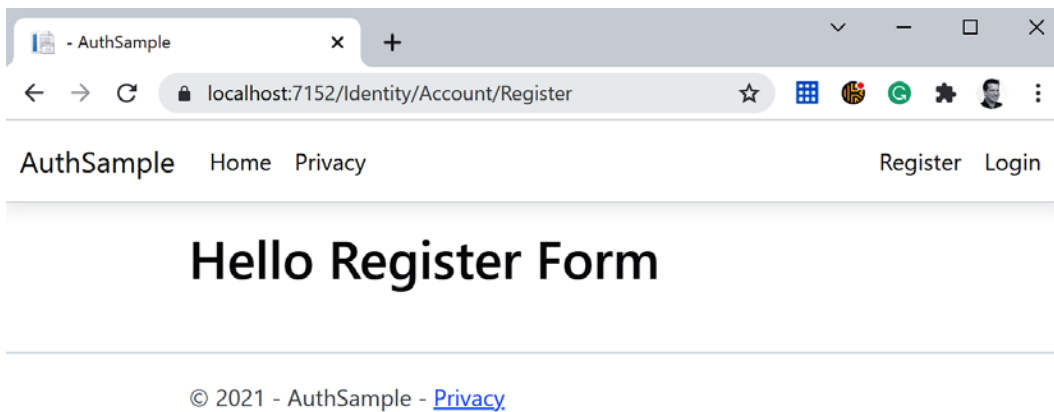 - AuthSample
localhost:7152/Identity/Account/Register
AuthSample Home Privacy Register Login
Hello Register Form
© 2021 - AuthSample - Privacy